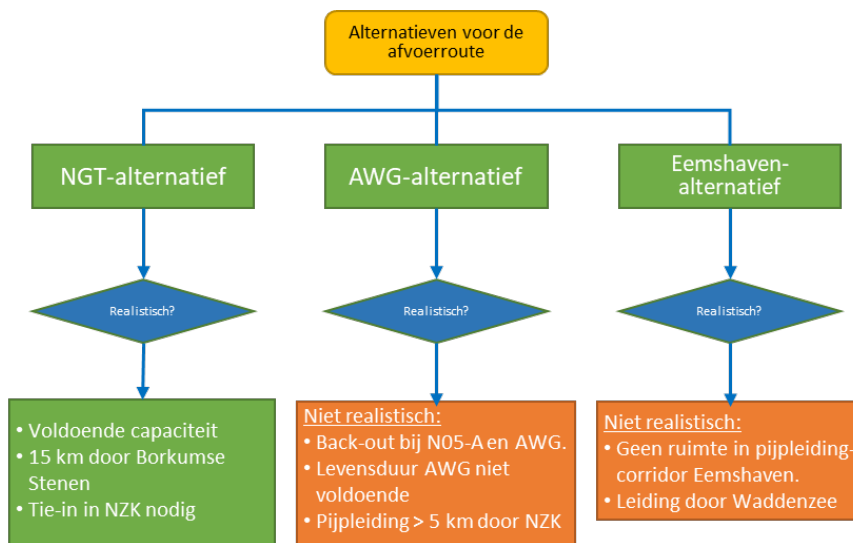 Alternatieven voor de
afvoerroute
NGT-alternatief
AWG-alternatief
Eemshaven-
alternatief
Realistisch?
Realistisch?
Realistisch?
• Voldoende capaciteit
• 15 km door Borkumse
Stenen
• Tie-in in NZK nodig
Niet realistisch:
• Back-out bij N05-A en AWG.
• Levensduur AWG niet
voldoende
• Pijpleiding > 5 km door NZK
Niet realistisch:
• Geen ruimte in pijpleiding-
corridor Eemshaven.
• Leiding door Waddenzee